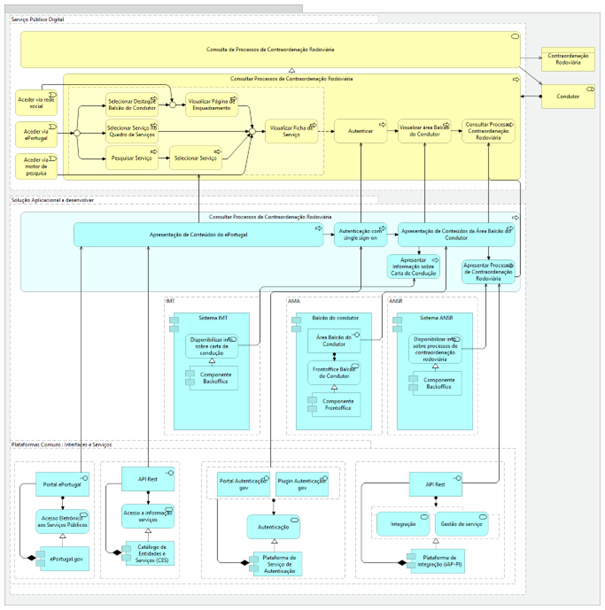 Serviço Público Digital
Consulta de Processos de Contraordenação Rodoviária
Contraordenação
Rodoviária
Condutor
Consultar Processos de Contraordenação Rodoviária
Aceder via rede
social
Aceder via
ePortugal
Aceder via
motor de
pesquisa
Selecionar Destaque
Balcão do Condutor
Visualizar Página de
Enquadramento
Selecionar Serviço no
Quadro de Serviços
Pesquisar Serviço
Selecionar Serviço
Visualizar Ficha de
Serviço
Autenticar
Visualizar área Balcão
do Condutor
Consultar Processo
Contraordenação
Rodoviária
Solução Aplicacional a desenvolver
Consultar Processos de Contraordenação Rodoviária
Apresentação de Conteúdos do ePortugal
Autenticação com
single sign-on
Apresentação de Conteúdos da Área Balcão do
Condutor
Apresentar
Informação sobre
Carta de Condução
Apresentar Processo
de Contraordenação
Rodoviária
IMT
Sistema IMT
Disponibilizar info
sobre carta de
condução
Componente
Backoffice
AMA
Balcão do condutor
Área Balcão do
Condutor
Frontoffice Balcão
do Condutor
Componente
Frontoffice
ANSR
Sistema ANSR
Disponibilizar info
sobre processos de
contraordenação
rodoviária
Componente
Backoffice
Plataformas Comuns : Interfaces e Serviços
Portal ePortugal
Acesso Eletrónico
aos Serviços Públicos
ePortugal.gov
API Rest
Acesso a informação
serviços
Catálogo de
Entidades e
Serviços (CES)
Portal Autenticação
gov
Plugin Autenticação
gov
Autenticação
Plataforma do
Serviço de
Autenticação
API Rest
Integração
Gestão do serviço
Plataforma de
Integração (iAP-PI)